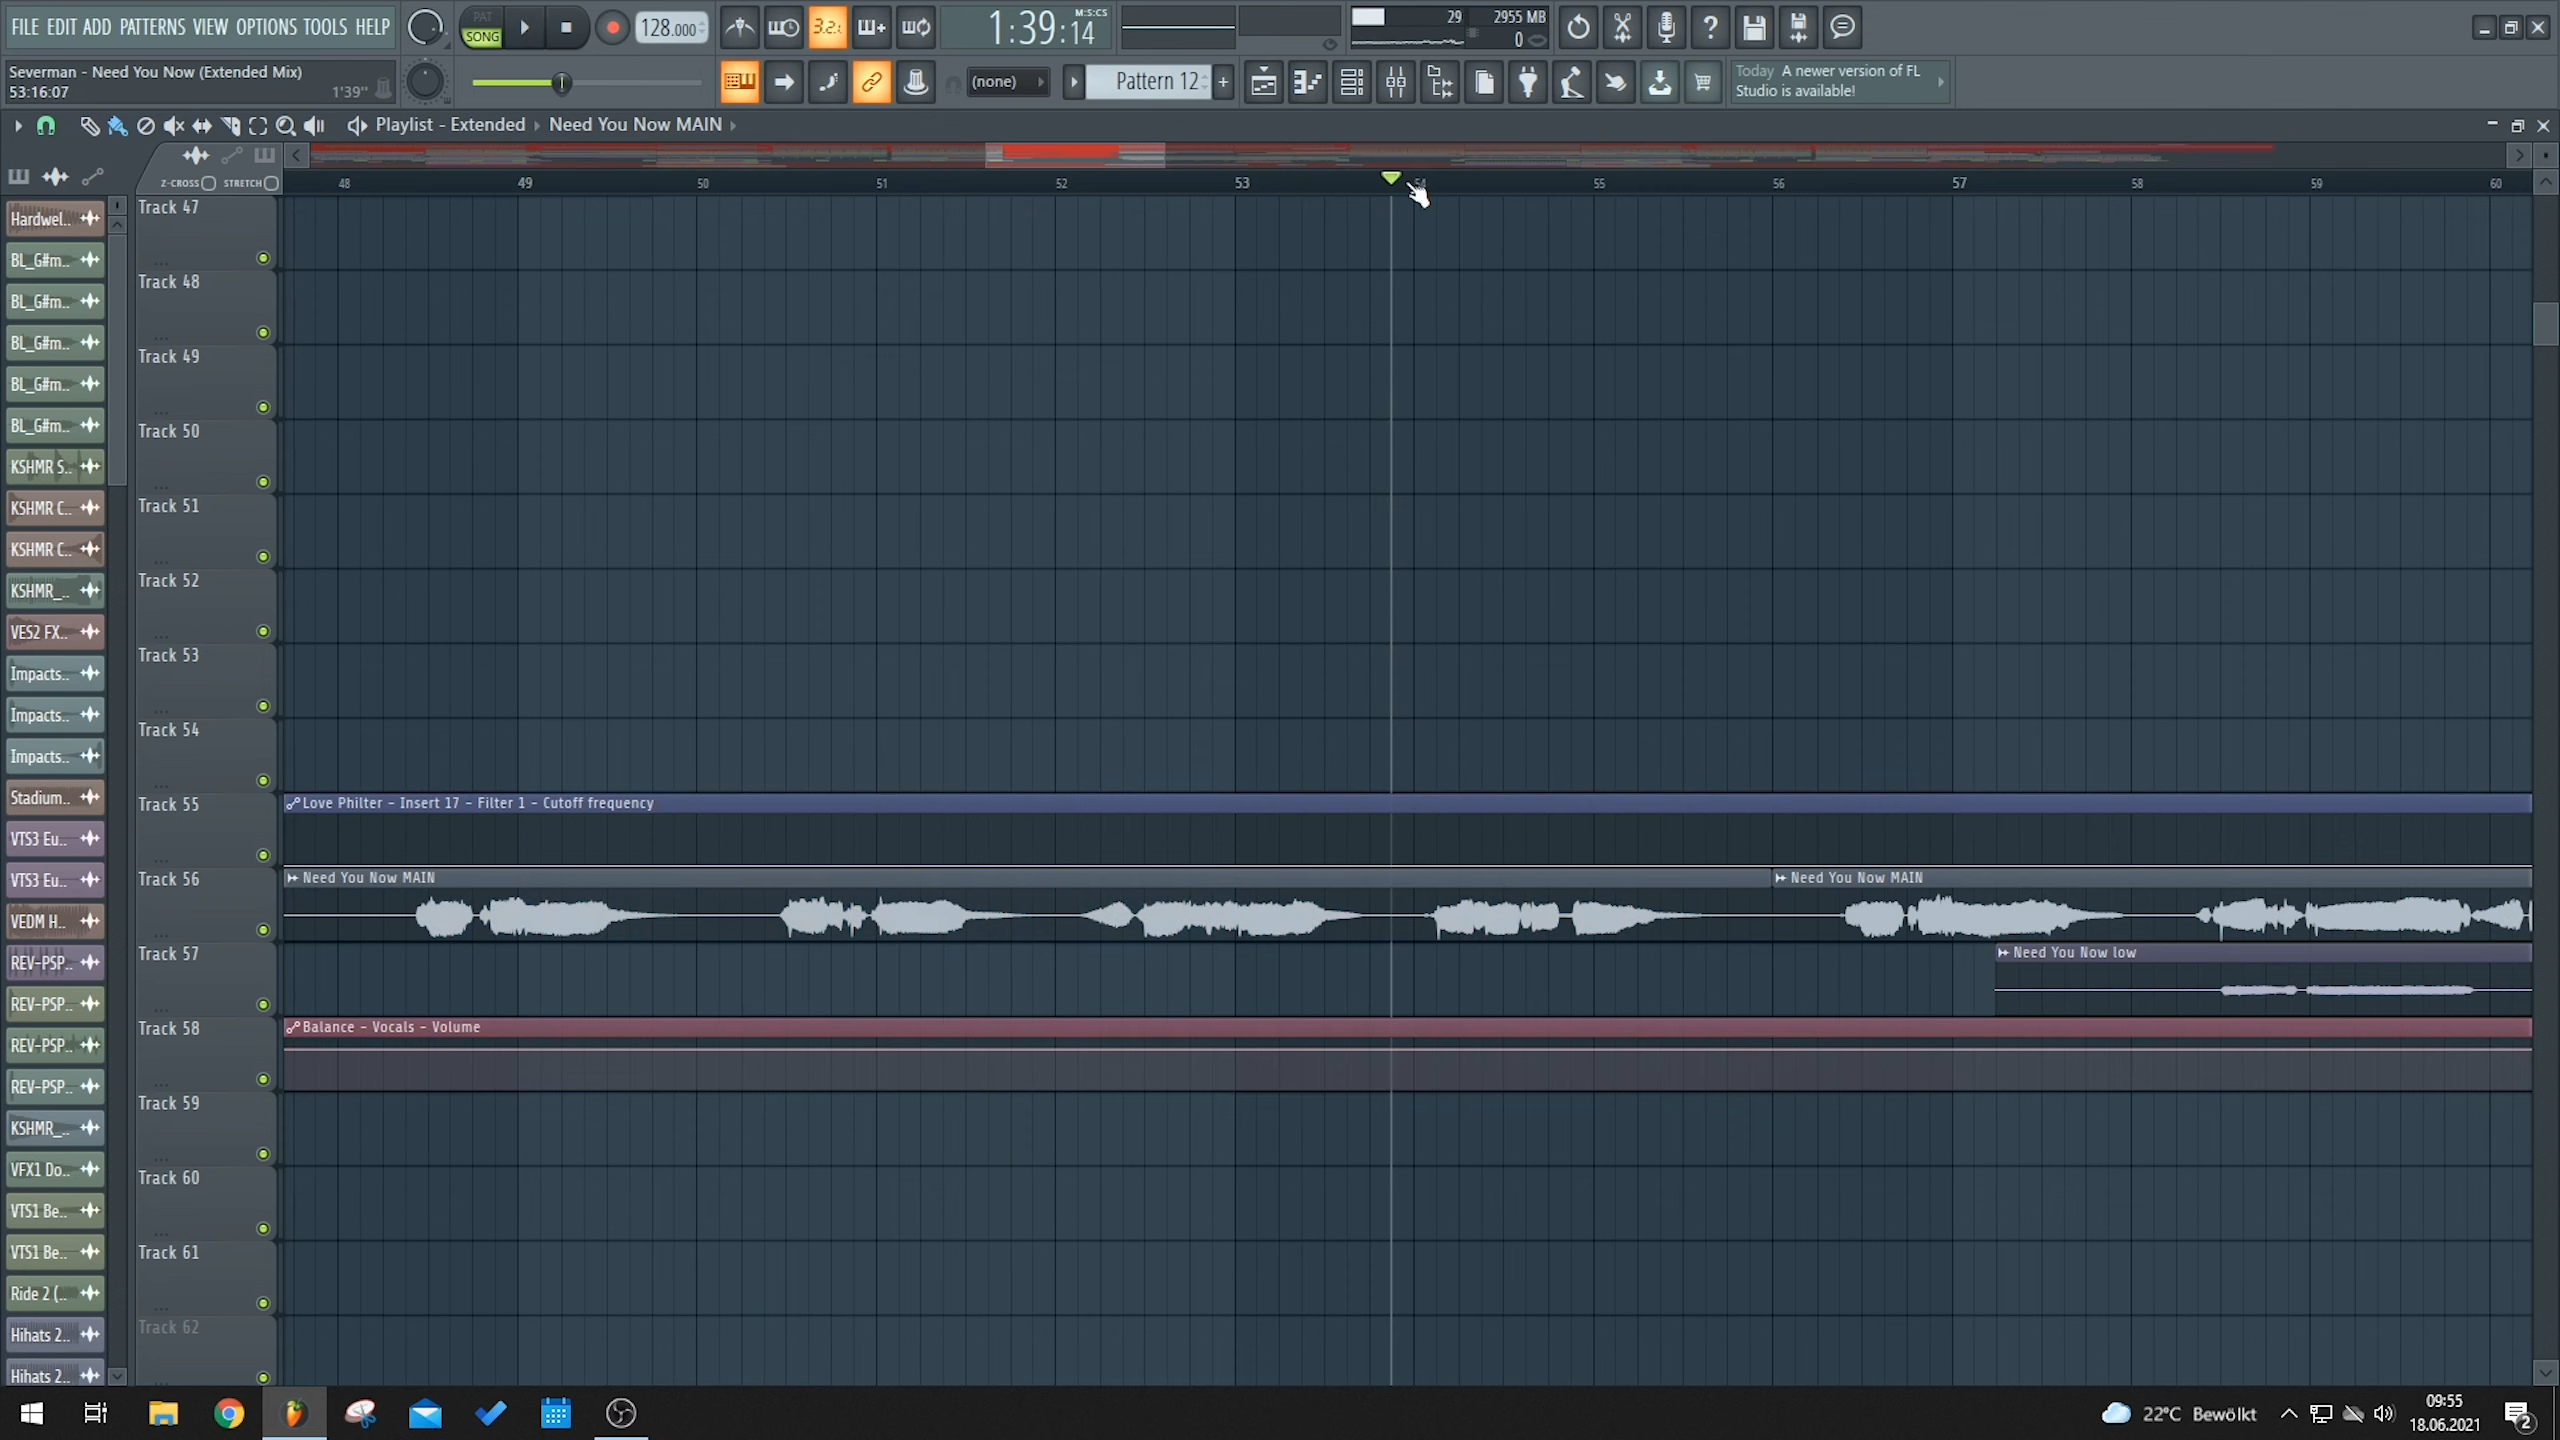 FILE EDIT ADD PATTERNS VIEW OPTIONS TOOLS HELP
PAT
SONG
128.000
3.2.
1:39:14
M:S:CS
29
2955 MB
0
Severman - Need You Now (Extended Mix)
53:16:07
1'39"
(none)
Pattern 12
Today A newer version of FL
Studio is available!
Playlist - Extended › Need You Now MAIN
Z-CROSS
STRETCH
48 49 50 51 52 53 54 55 56 57 58 59 60
Hardwel..
BL_G#m..
BL_G#m..
BL_G#m..
BL_G#m..
BL_G#m..
KSHMR S..
KSHMR C..
KSHMR C..
KSHMR_..
VES2 FX..
Impacts..
Impacts..
Impacts..
Stadium..
VTS3 Eu..
VTS3 Eu..
VEDM H..
REV-PSP..
REV-PSP..
REV-PSP..
REV-PSP..
KSHMR_..
VFX1 Do..
VTS1 Be..
VTS1 Be..
Ride 2 (..
Hihats 2..
Hihats 2..
Track 47
Track 48
Track 49
Track 50
Track 51
Track 52
Track 53
Track 54
Track 55
Love Philter - Insert 17 - Filter 1 - Cutoff frequency
Track 56
Need You Now MAIN
Need You Now MAIN
Track 57
Need You Now low
Track 58
Balance - Vocals - Volume
Track 59
Track 60
Track 61
Track 62
22°C Bewölkt
09:55
18.06.2021
2